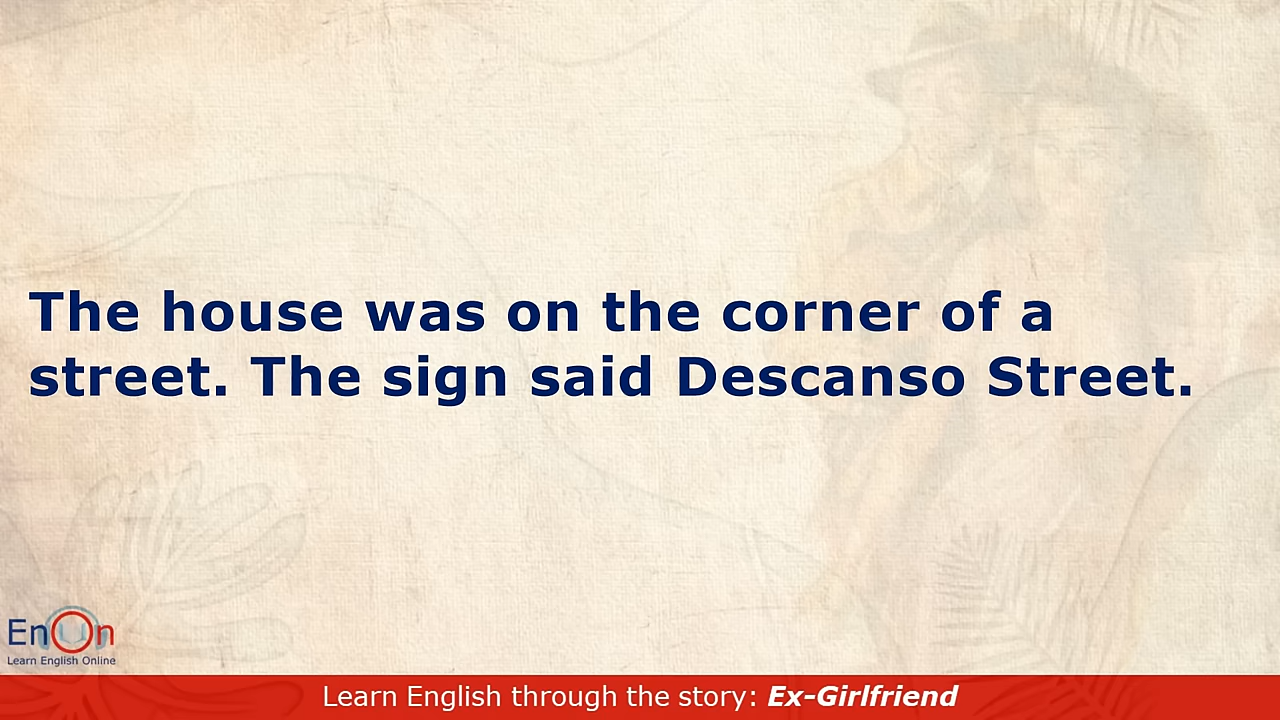 The house was on the corner of a
street. The sign said Descanso Street.
EnOn
Learn English Online
Learn English through the story: Ex-Girlfriend